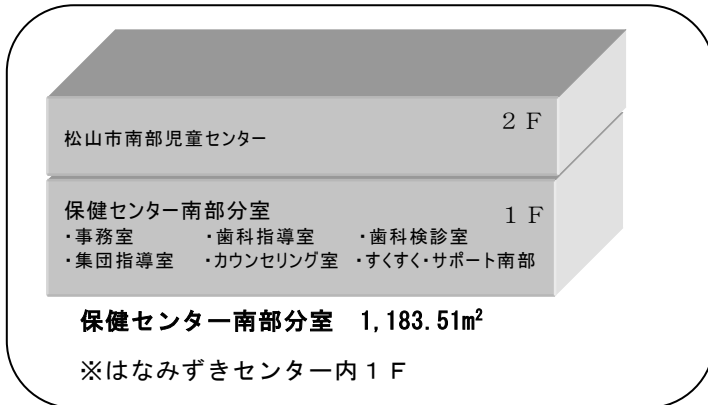 ２Ｆ
松山市南部児童センター
保健センター南部分室 １Ｆ
・事務室 ・歯科指導室 ・歯科検診室
・集団指導室 ・カウンセリング室 ・すくすく・サポート南部
保健センター南部分室 1,183.51m²
※はなみずきセンター内１Ｆ